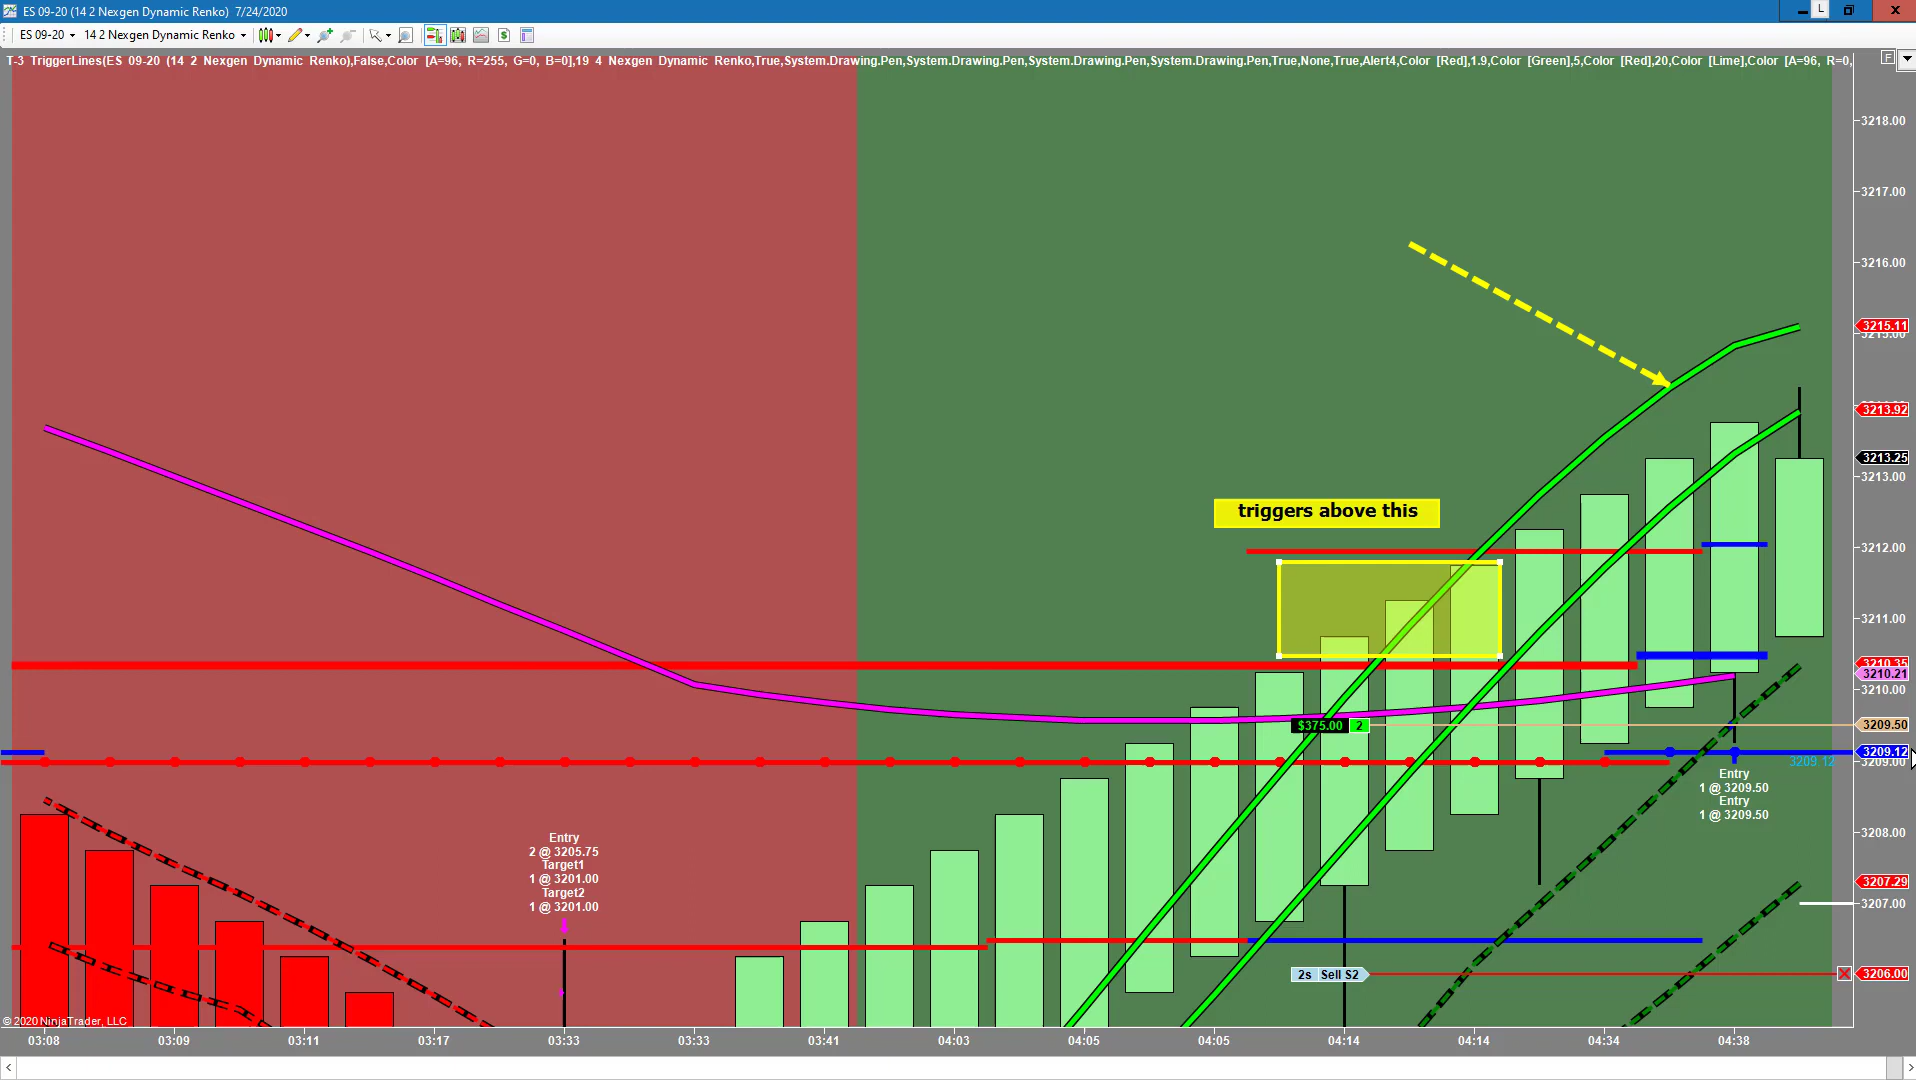 ES 09-20 (14 2 Nexgen Dynamic Renko) 7/24/2020
L
ES 09-20
14 2 Nexgen Dynamic Renko
T-3 TriggerLines(ES 09-20 (14 2 Nexgen Dynamic Renko),False,Color [A=96, R=255, G=0, B=0],19 4 Nexgen Dynamic Renko,True,System.Drawing.Pen,System.Drawing.Pen,System.Drawing.Pen,System.Drawing.Pen,True,None,True,Alert4,Color [Red],1.9,Color [Green],5,Color [Red],20,Color [Lime],Color [A=96, R=0,
F
3218.00
3217.00
3216.00
3215.11
3213.92
3213.25
3213.00
triggers above this
3212.00
3211.00
3210.35
3210.21
3210.00
$375.00 2
3209.50
3209.12
3209.00
3209.12
Entry
1 @ 3209.50
Entry
1 @ 3209.50
3208.00
Entry
2 @ 3205.75
Target1
1 @ 3201.00
Target2
1 @ 3201.00
3207.29
3207.00
2s Sell S2
3206.00
© 2020 NinjaTrader, LLC
03:08 03:09 03:11 03:17 03:33 03:33 03:41 04:03 04:05 04:05 04:14 04:14 04:34 04:38